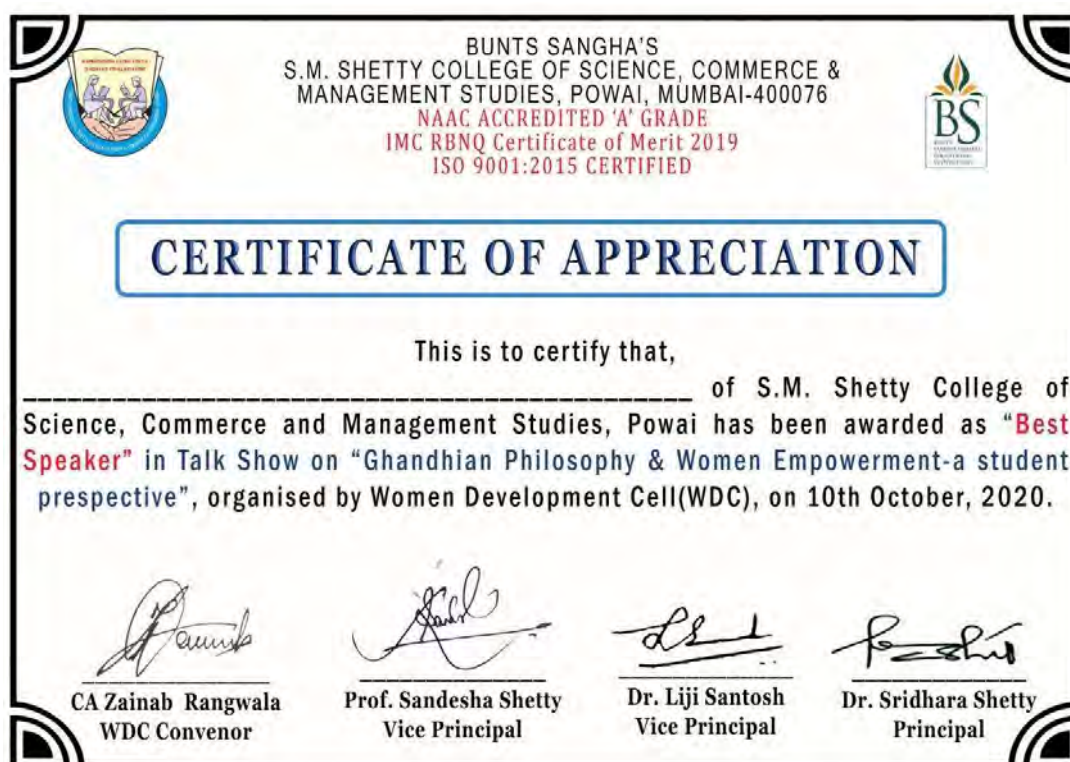 BUNTS SANGHA'S
S.M. SHETTY COLLEGE OF SCIENCE, COMMERCE &
MANAGEMENT STUDIES, POWAI, MUMBAI-400076
NAAC ACCREDITED 'A' GRADE
IMC RBNQ Certificate of Merit 2019
ISO 9001:2015 CERTIFIED
BS
CERTIFICATE OF APPRECIATION
This is to certify that,
of S.M. Shetty College of
Science, Commerce and Management Studies, Powai has been awarded as “Best
Speaker” in Talk Show on “Ghandhian Philosophy & Women Empowerment-a student
prespective”, organised by Women Development Cell(WDC), on 10th October, 2020.
CA Zainab Rangwala
WDC Convenor
Prof. Sandesha Shetty
Vice Principal
Dr. Liji Santosh
Vice Principal
Dr. Sridhara Shetty
Principal